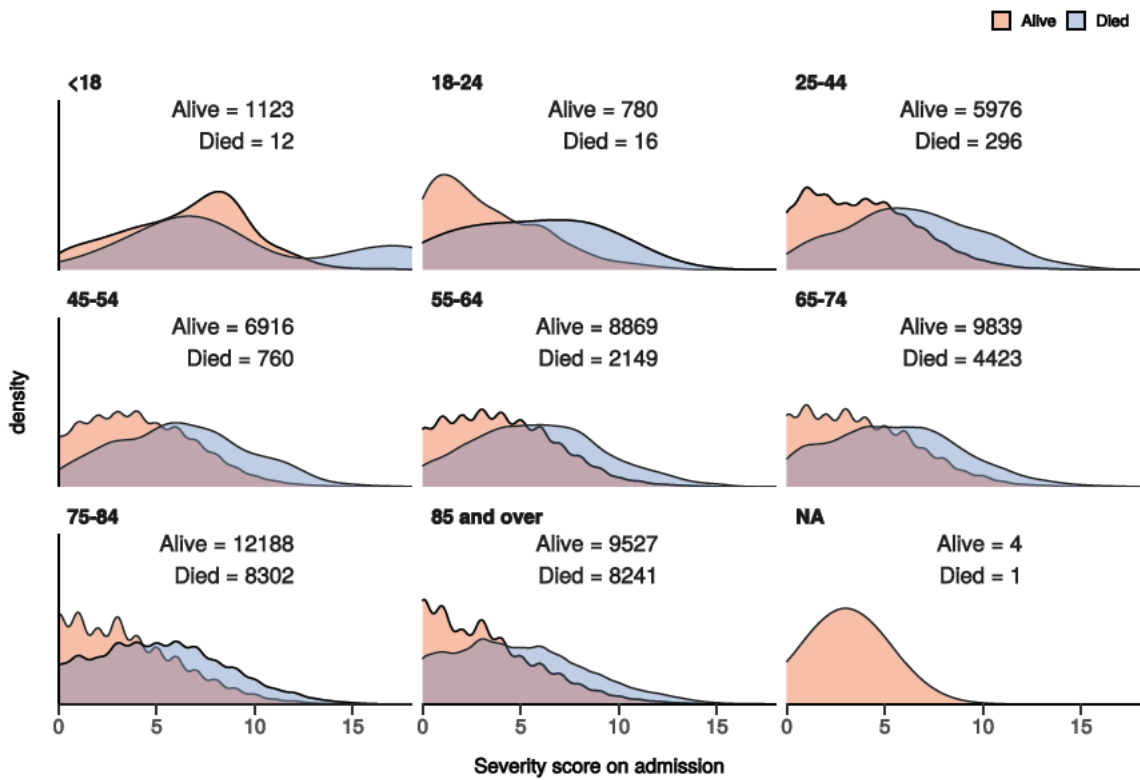 Alive Died
<18
Alive = 1123
Died = 12
18-24
Alive = 780
Died = 16
25-44
Alive = 5976
Died = 296
45-54
Alive = 6916
Died = 760
55-64
Alive = 8869
Died = 2149
65-74
Alive = 9839
Died = 4423
density
75-84
Alive = 12188
Died = 8302
85 and over
Alive = 9527
Died = 8241
NA
Alive = 4
Died = 1
0 5 10 15
0 5 10 15
0 5 10 15
Severity score on admission